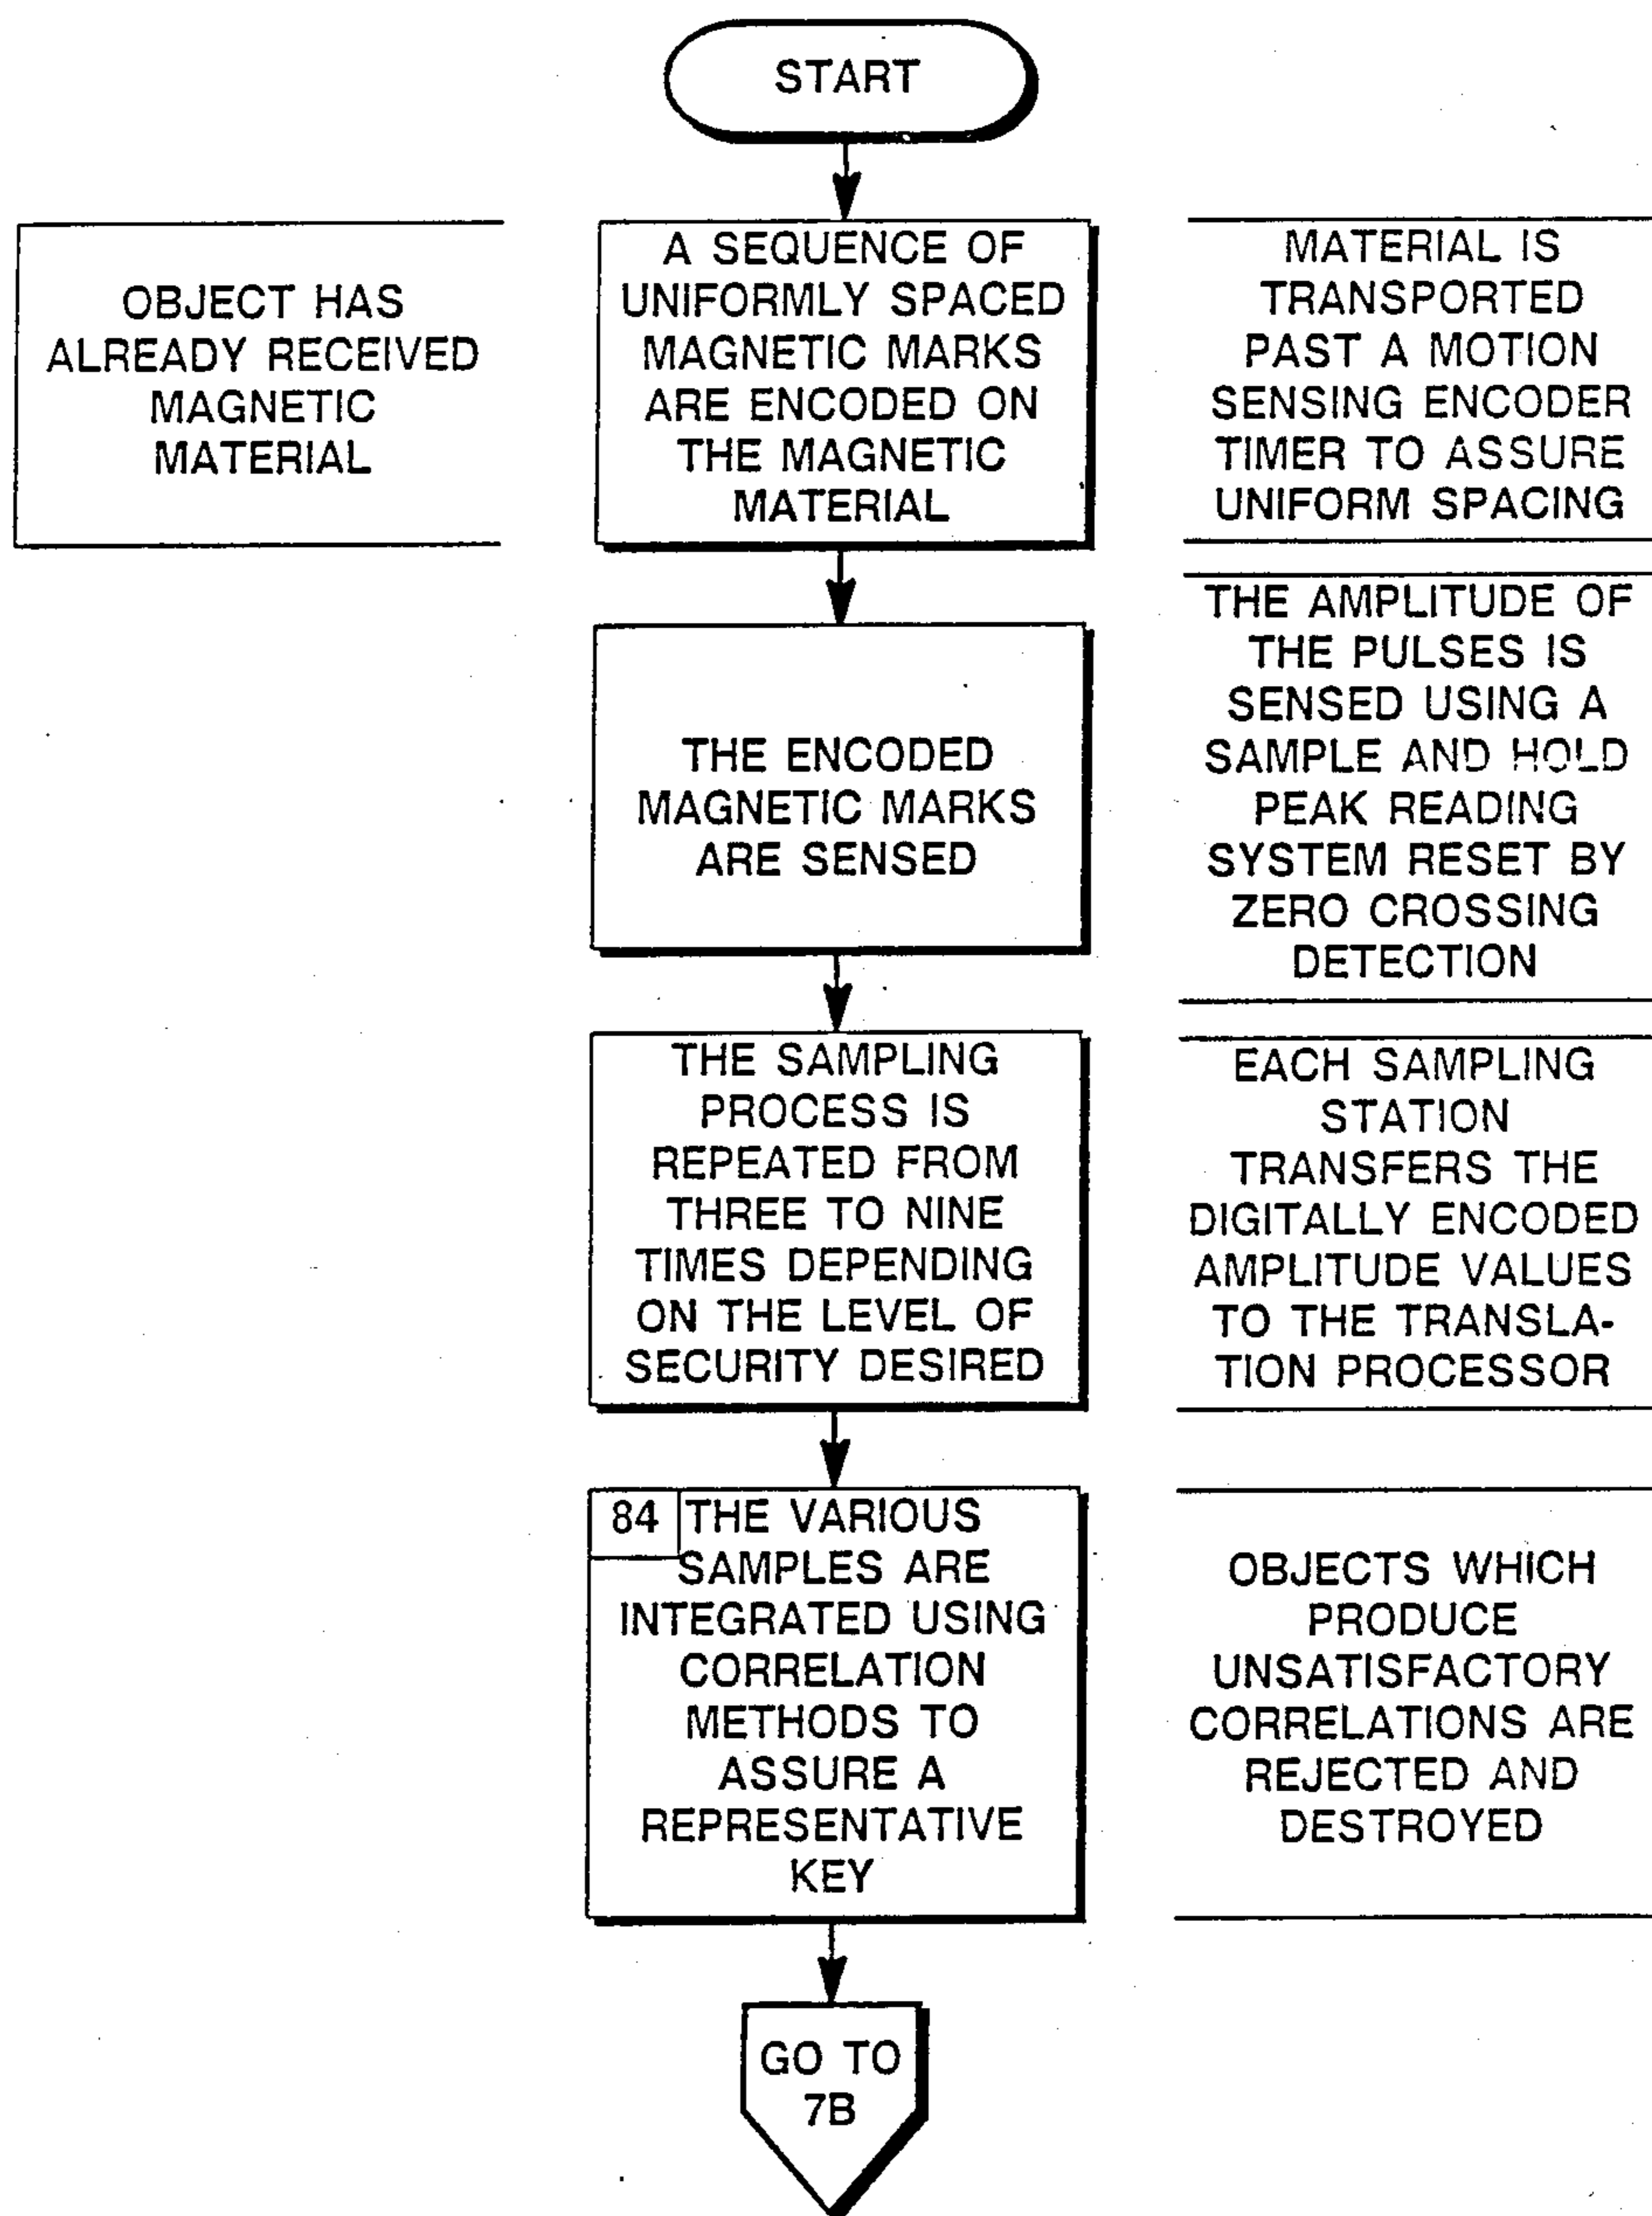 START
OBJECT HAS
ALREADY RECEIVED
MAGNETIC
MATERIAL
A SEQUENCE OF
UNIFORMLY SPACED
MAGNETIC MARKS
ARE ENCODED ON
THE MAGNETIC
MATERIAL
MATERIAL IS
TRANSPORTED
PAST A MOTION
SENSING ENCODER
TIMER TO ASSURE
UNIFORM SPACING
THE ENCODED
MAGNETIC MARKS
ARE SENSED
THE AMPLITUDE OF
THE PULSES IS
SENSED USING A
SAMPLE AND HOLD
PEAK READING
SYSTEM RESET BY
ZERO CROSSING
DETECTION
THE SAMPLING
PROCESS IS
REPEATED FROM
THREE TO NINE
TIMES DEPENDING
ON THE LEVEL OF
SECURITY DESIRED
EACH SAMPLING
STATION
TRANSFERS THE
DIGITALLY ENCODED
AMPLITUDE VALUES
TO THE TRANSLA-
TION PROCESSOR
84 THE VARIOUS
SAMPLES ARE
INTEGRATED USING
CORRELATION
METHODS TO
ASSURE A
REPRESENTATIVE
KEY
OBJECTS WHICH
PRODUCE
UNSATISFACTORY
CORRELATIONS ARE
REJECTED AND
DESTROYED
GO TO
7B